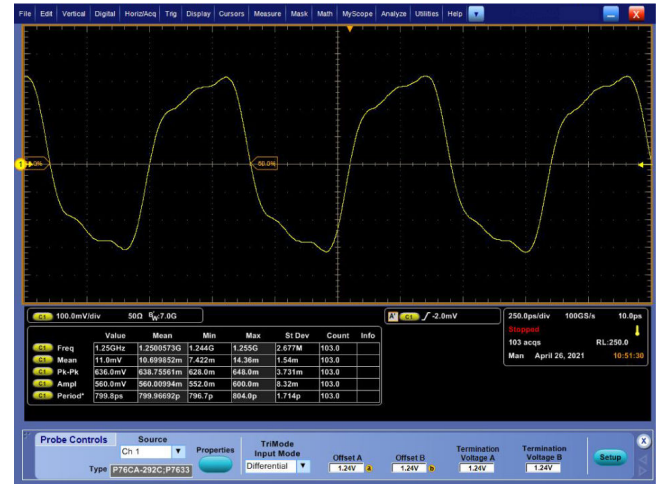 File Edit Vertical Digital Horiz/Acq Trig Display Cursors Measure Mask Math MyScope Analyze Utilities Help
X
1
50.0%
C1 100.0mV/div 50Ω BW:7.0G
A' C1 -2.0mV
250.0ps/div 100GS/s 10.0ps
Stopped
103 acqs RL:250.0
Man April 26, 2021 10:51:30
Value Mean Min Max St Dev Count Info
C1 Freq 1.25GHz 1.2500573G 1.244G 1.255G 2.677M 103.0
C1 Mean 11.0mV 10.699852m 7.422m 14.36m 1.54m 103.0
C1 Pk-Pk 636.0mV 638.75561m 628.0m 648.0m 3.731m 103.0
C1 Ampl 560.0mV 560.00994m 552.0m 600.0m 8.32m 103.0
C1 Period* 799.8ps 799.96692p 796.7p 804.0p 1.714p 103.0
Probe Controls
Source
Ch 1
Type P76CA-292C;P7633
Properties
TriMode
Input Mode
Differential
Offset A
1.24V a
Offset B
1.24V b
Termination
Voltage A
1.24V
Termination
Voltage B
1.24V
Setup
X